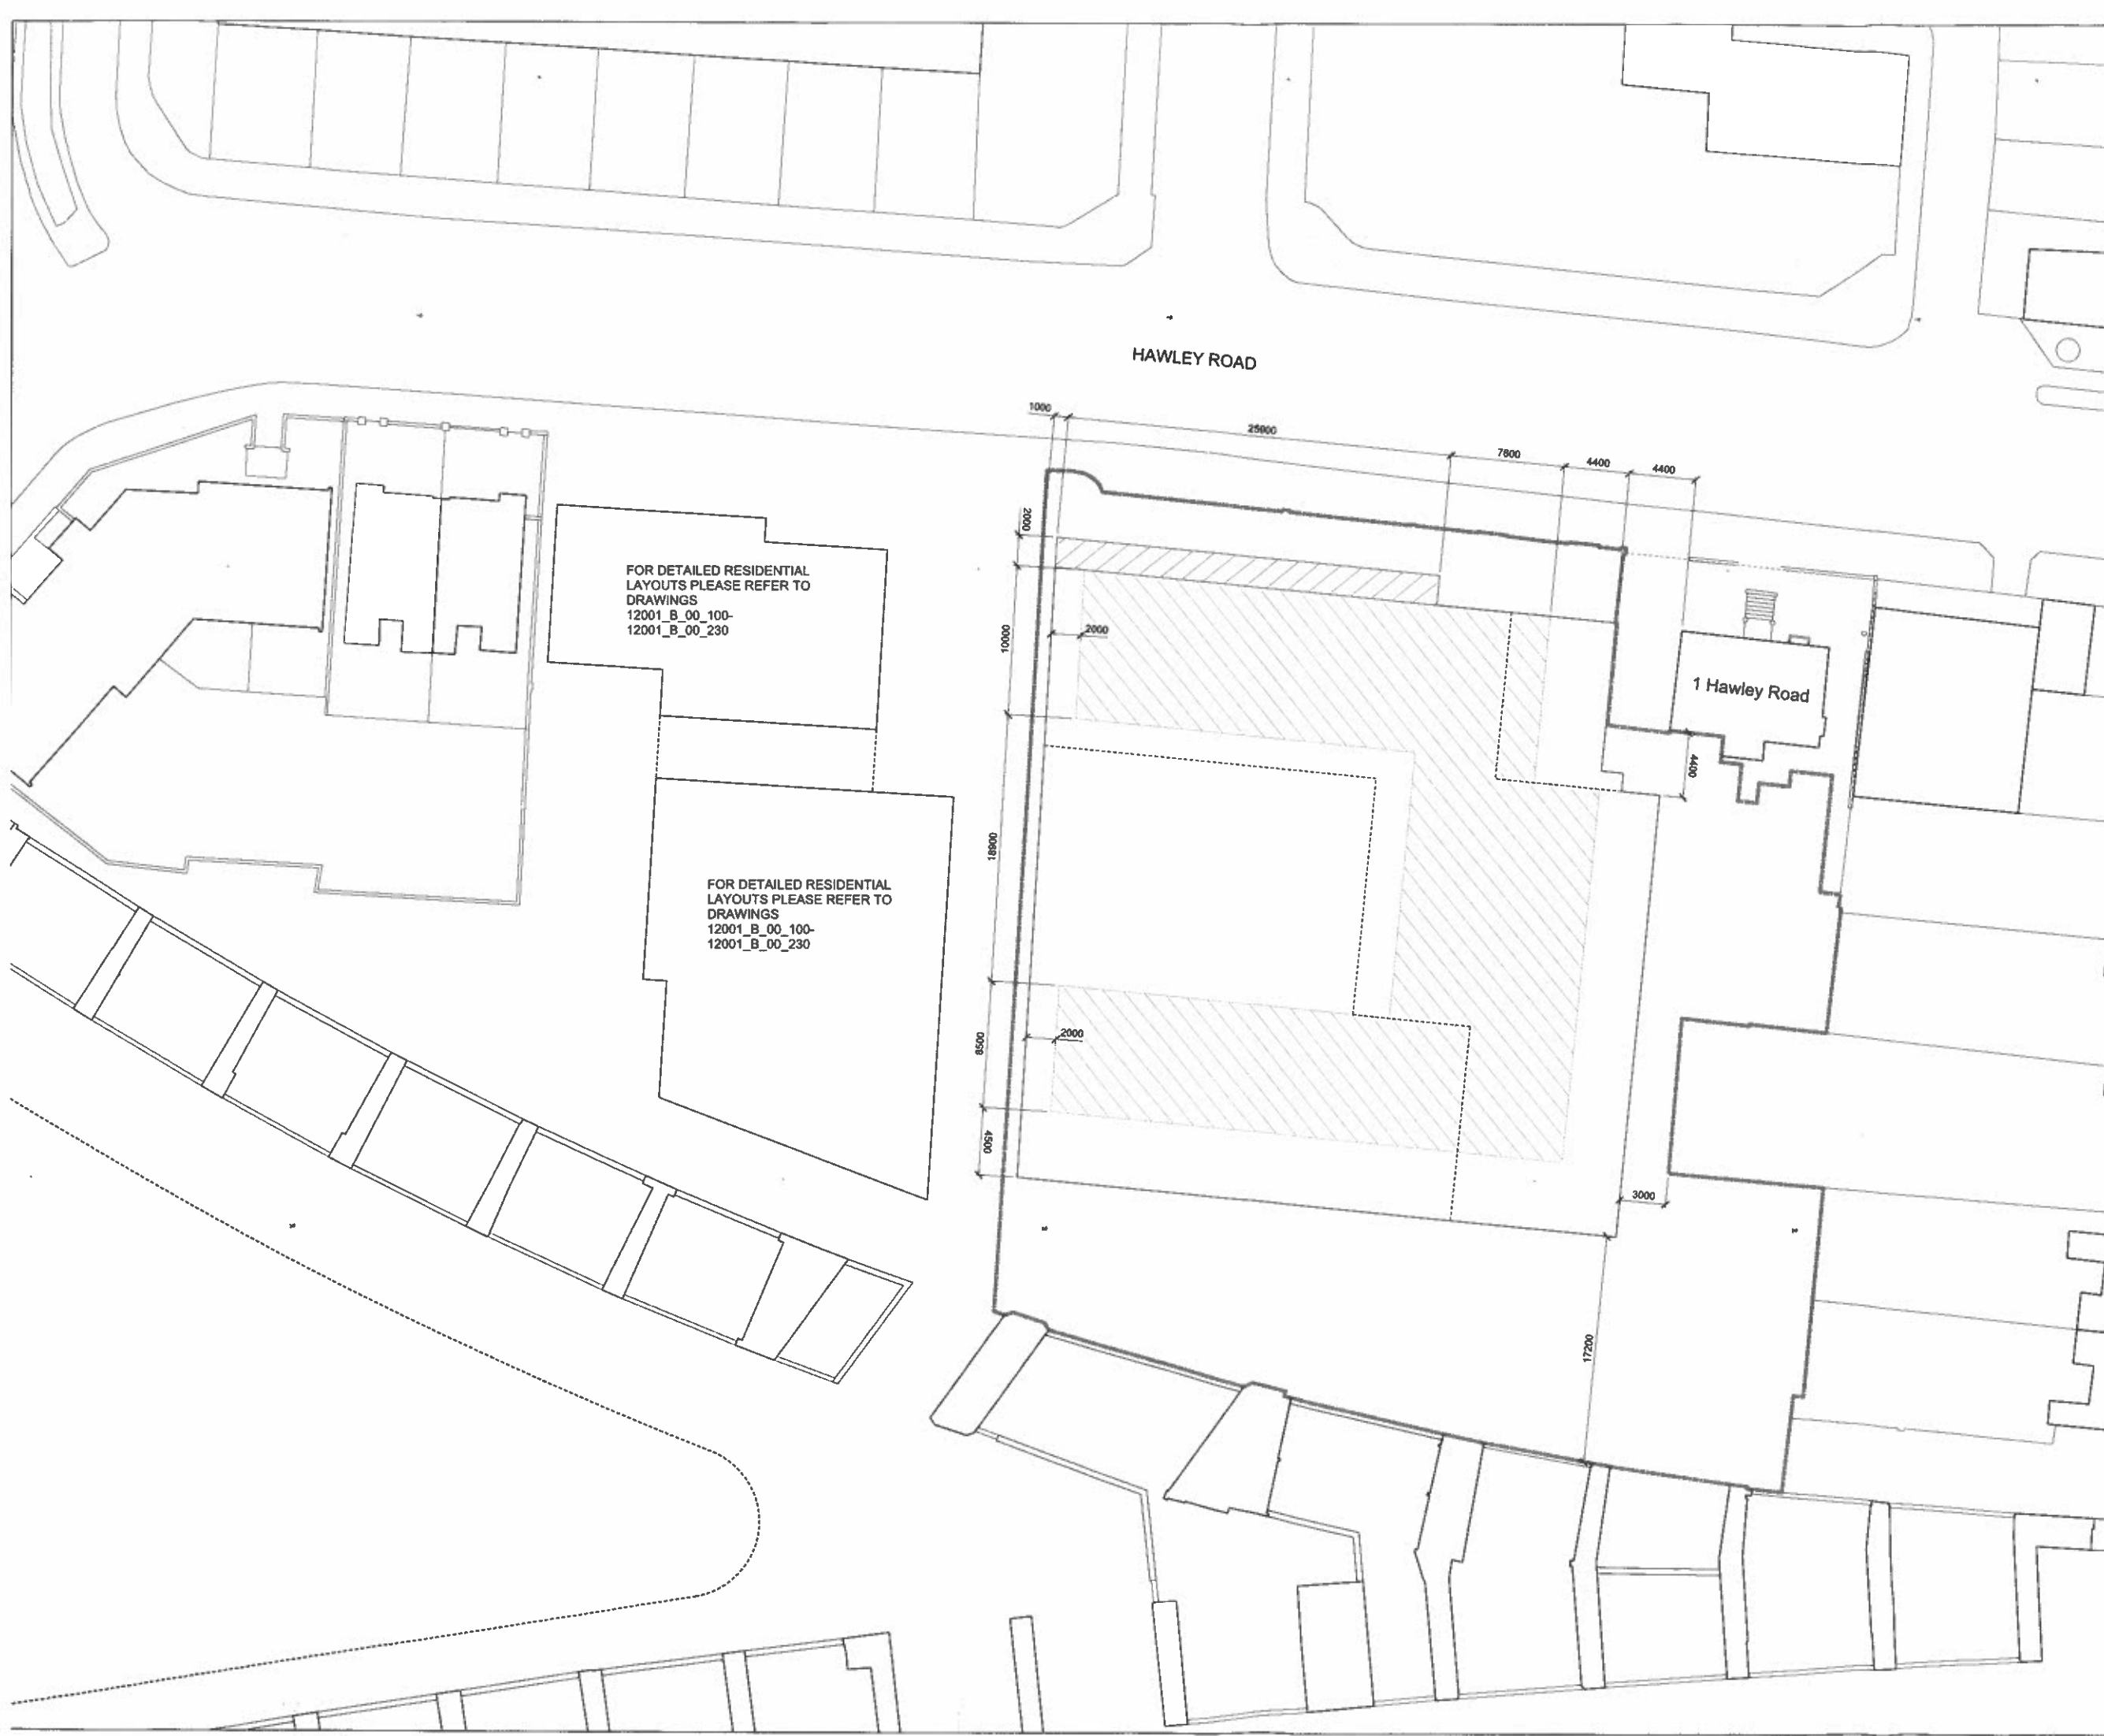 HAWLEY ROAD
1000
25900
7800
4400
4400
2000
FOR DETAILED RESIDENTIAL
LAYOUTS PLEASE REFER TO
DRAWINGS
12001_B_00_100-
12001_B_00_230
10000
2000
1 Hawley Road
4400
18900
FOR DETAILED RESIDENTIAL
LAYOUTS PLEASE REFER TO
DRAWINGS
12001_B_00_100-
12001_B_00_230
2000
8500
4500
3000
17200